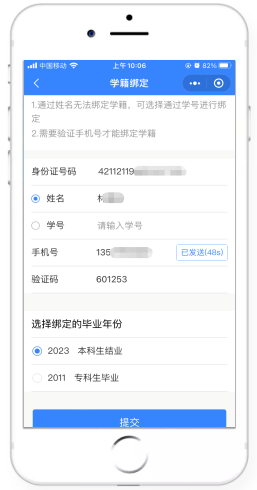 中国移动 上午 10:06 82%
学籍绑定
1.通过姓名无法绑定学籍，可选择通过学号进行绑
定
2.需要验证手机号才能绑定学籍
身份证号码 42112119
姓名
学号 请输入学号
手机号 135 已发送(48s)
验证码 601253
选择绑定的毕业年份
2023 本科生结业
2011 专科生毕业
提交